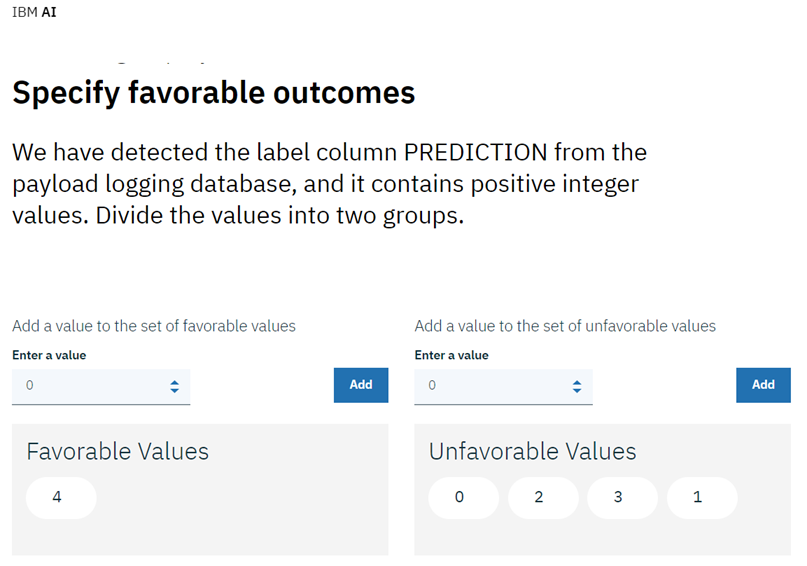 IBM AI
Specify favorable outcomes
We have detected the label column PREDICTION from the
payload logging database, and it contains positive integer
values. Divide the values into two groups.
Add a value to the set of favorable values
Enter a value
0
Add
Favorable Values
4
Add a value to the set of unfavorable values
Enter a value
0
Add
Unfavorable Values
0 2 3 1